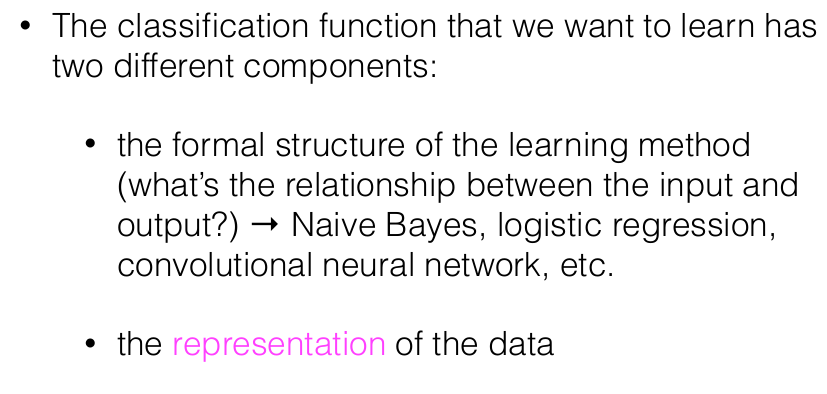 • The classification function that we want to learn has
two different components:
• the formal structure of the learning method
(what’s the relationship between the input and
output?) → Naive Bayes, logistic regression,
convolutional neural network, etc.
• the representation of the data